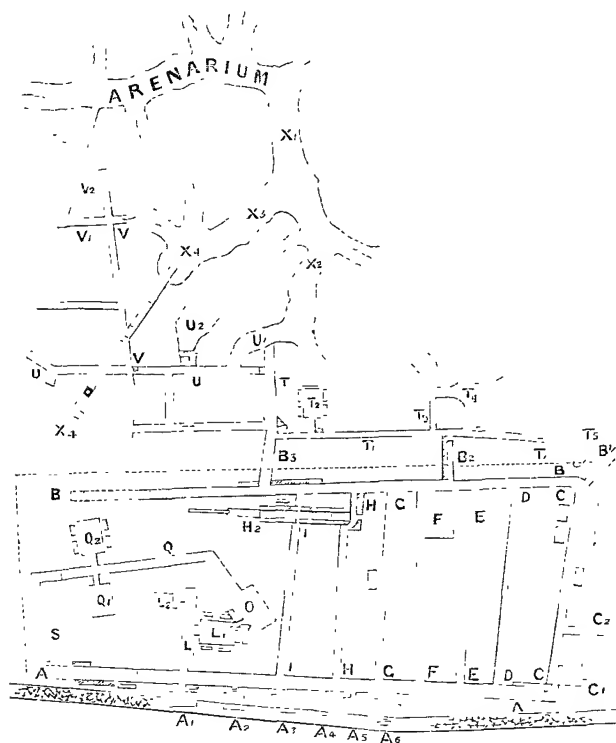 ARENARIUM
X1
V2
X3
V1 V
X4
X2
U2
U
V
U U T T2 T4
T3
X4
T1 T5
B3 B2 T B1
B
B H G D C
F E
H2 I
Q2 Q
Q1 O C2
S L1
L
A I H G F E D C C1
A
A1 A2 A3 A4 A5 A6